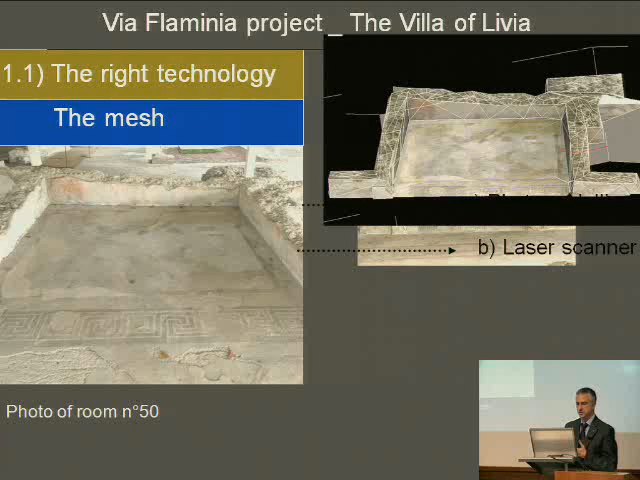 Via Flaminia project _ The Villa of Livia
1.1) The right technology
The mesh
b) Laser scanner
Photo of room n°50